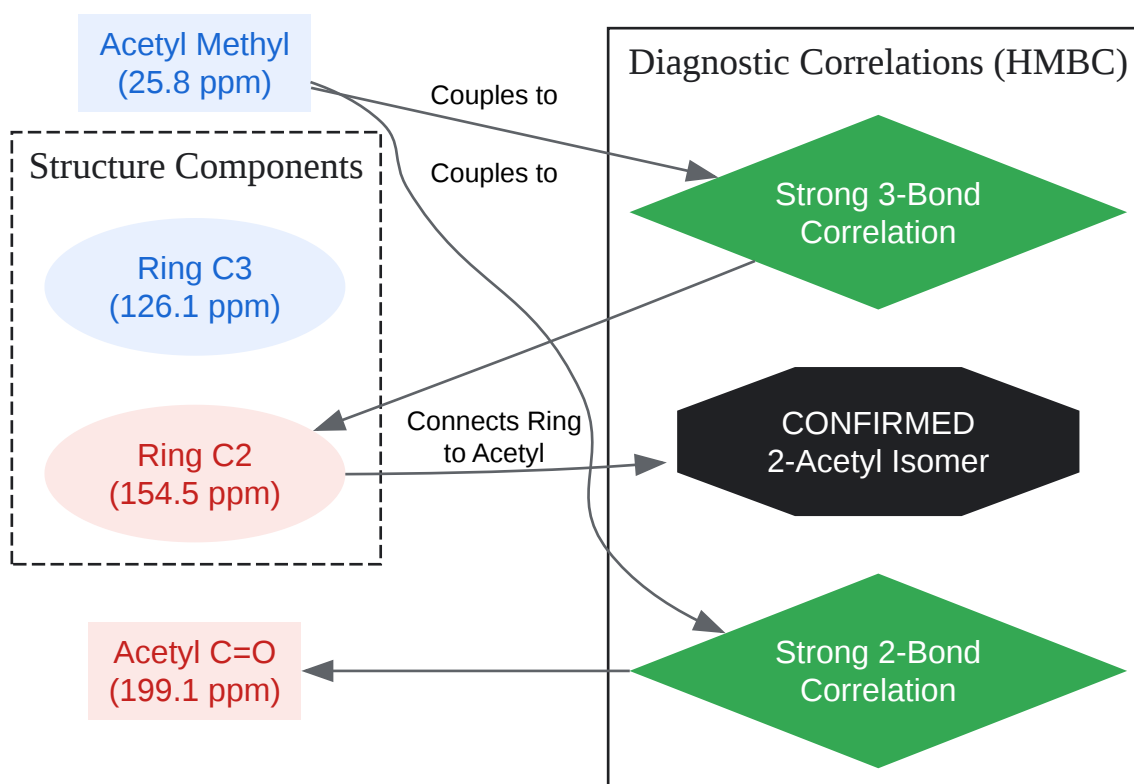 Acetyl Methyl
(25.8 ppm)
Diagnostic Correlations (HMBC)
Couples to
Structure Components
Couples to
Strong 3-Bond
Correlation
Ring C3
(126.1 ppm)
Connects Ring
to Acetyl
CONFIRMED
2-Acetyl Isomer
Ring C2
(154.5 ppm)
Acetyl C=O
(199.1 ppm)
Strong 2-Bond
Correlation